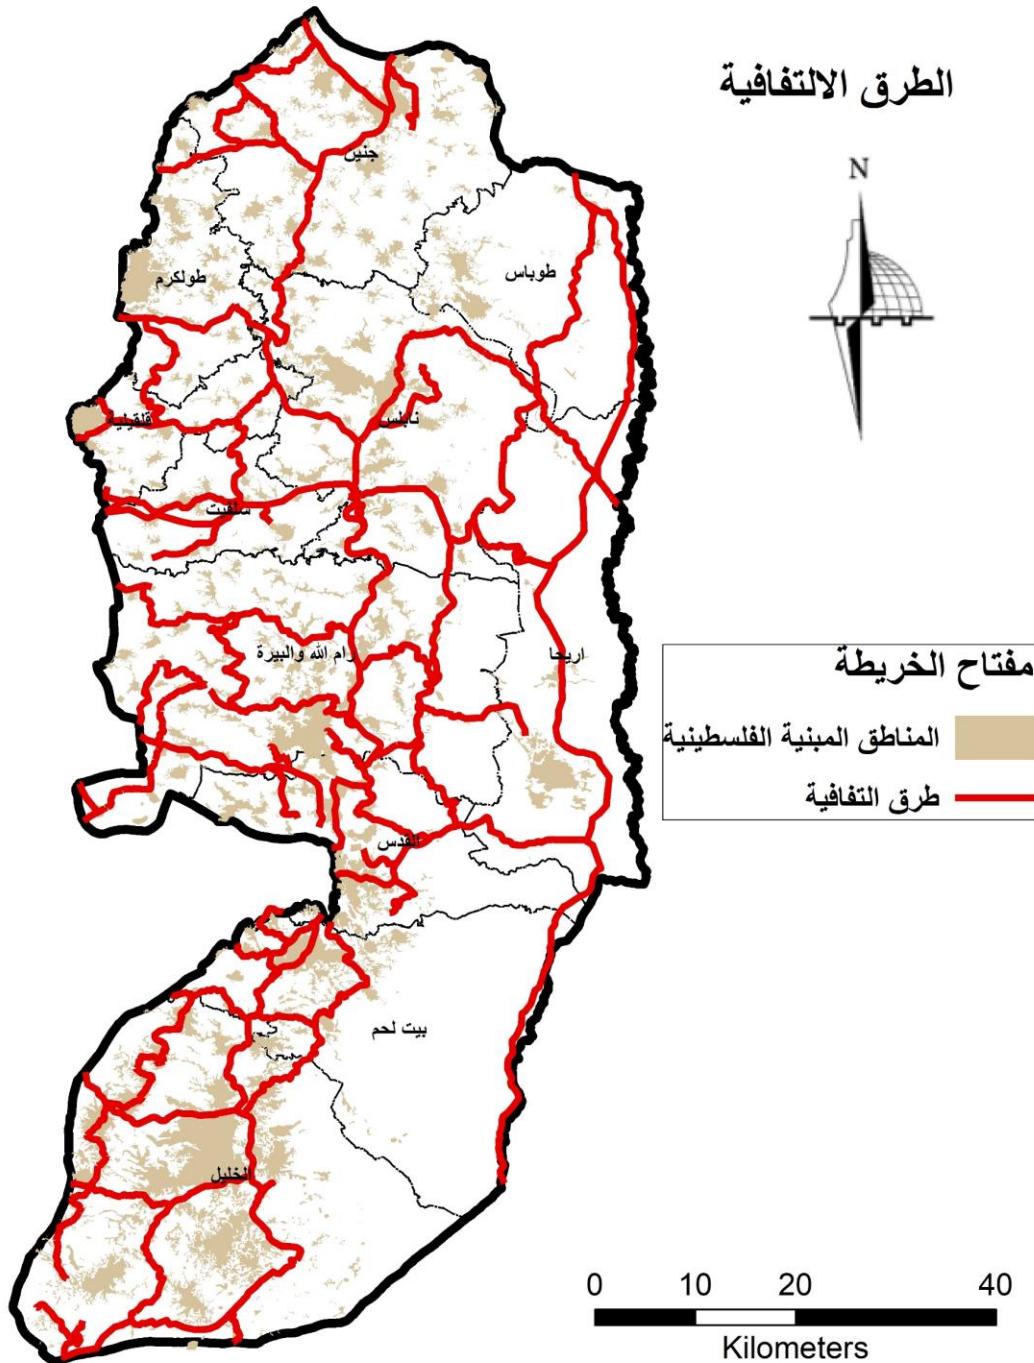 الطرق الالتفافية
N
جنين
طوباس
طولكرم
نابلس
قلقيلية
سلفيت
رام الله والبيرة
اريحا
القدس
بيت لحم
لخليل
مفتاح الخريطة
المناطق المبنية الفلسطينية
طرق التفافية
0 10 20 40
Kilometers